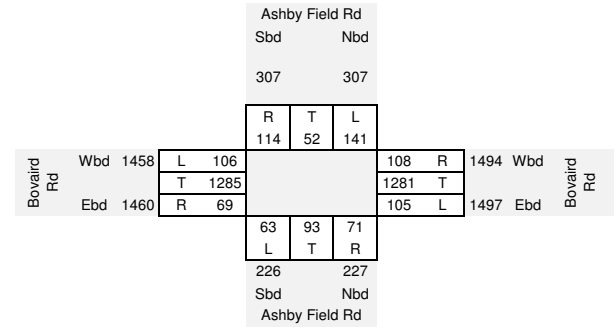 Ashby Field Rd
Sbd Nbd
307 307
R T L
114 52 141
Bovaird Rd Wbd 1458 L 106 108 R 1494 Wbd Bovaird Rd
T 1285 1281 T
Ebd 1460 R 69 105 L 1497 Ebd
63 93 71
L T R
226 227
Sbd Nbd
Ashby Field Rd